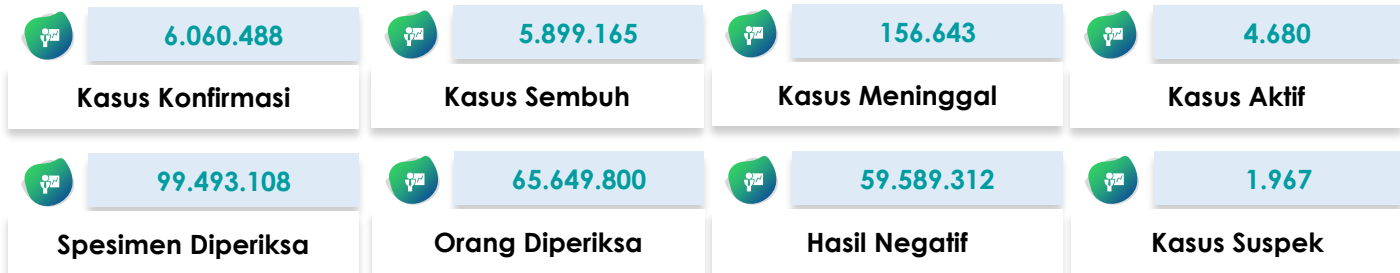 6.060.488
Kasus Konfirmasi
5.899.165
Kasus Sembuh
156.643
Kasus Meninggal
4.680
Kasus Aktif
99.493.108
Spesimen Diperiksa
65.649.800
Orang Diperiksa
59.589.312
Hasil Negatif
1.967
Kasus Suspek